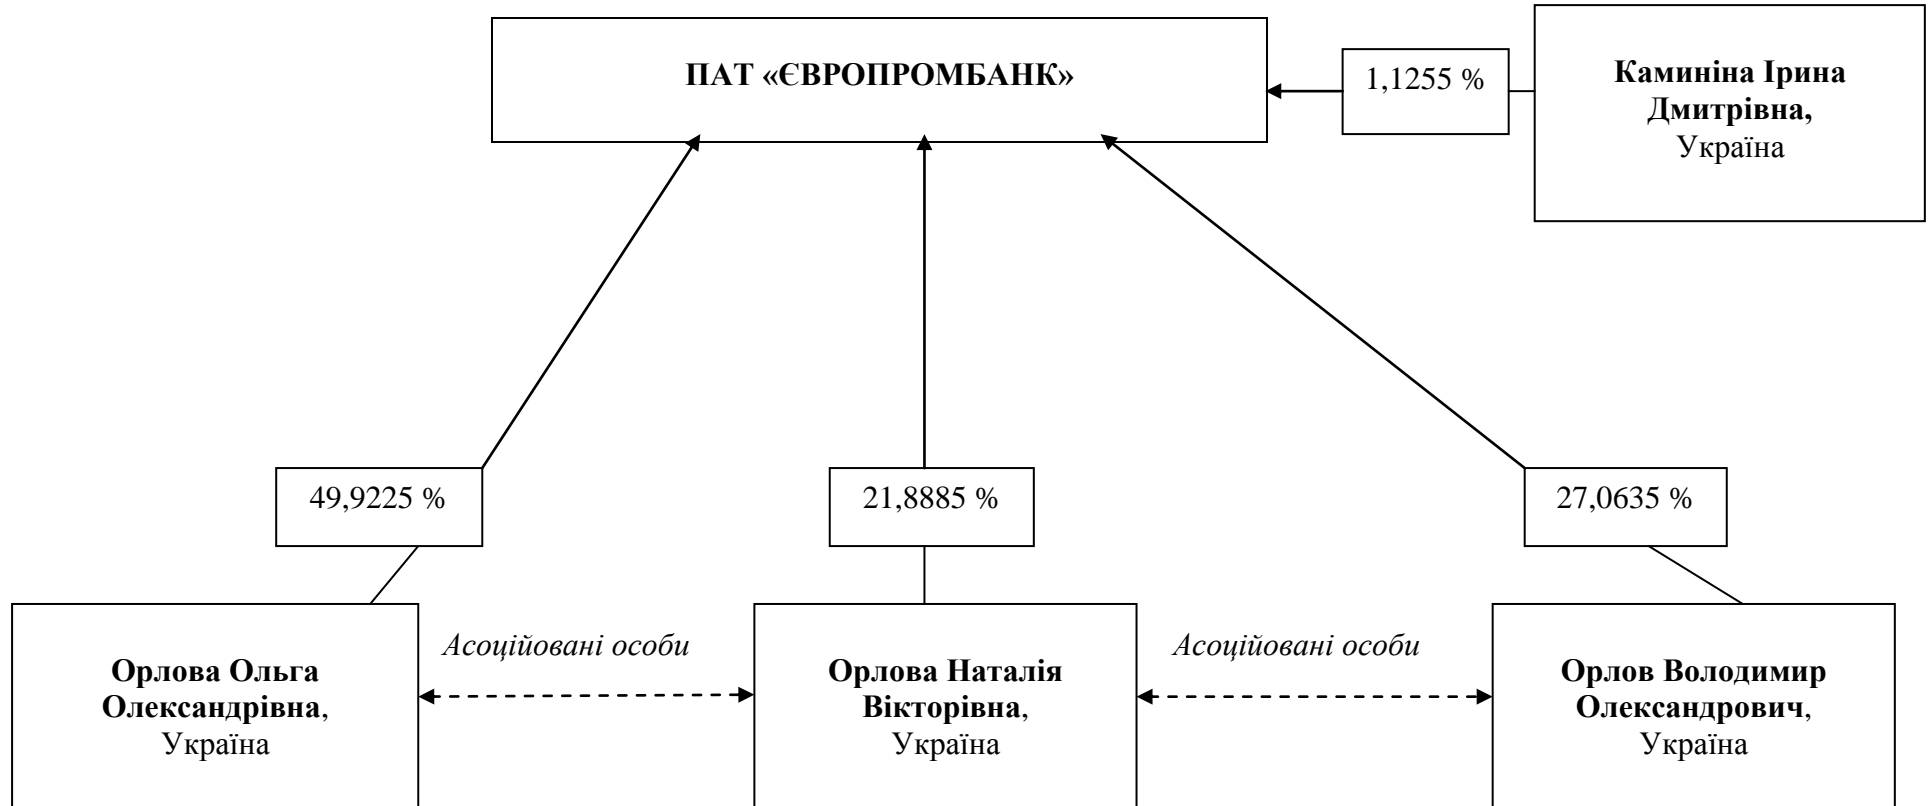 ПАТ «ЄВРОПРОМБАНК»
1,1255 %
Каминіна Ірина
Дмитрівна,
Україна
49,9225 %
21,8885 %
27,0635 %
Асоційовані особи
Асоційовані особи
Орлова Ольга
Олександрівна,
Україна
Орлова Наталія
Вікторівна,
Україна
Орлов Володимир
Олександрович,
Україна